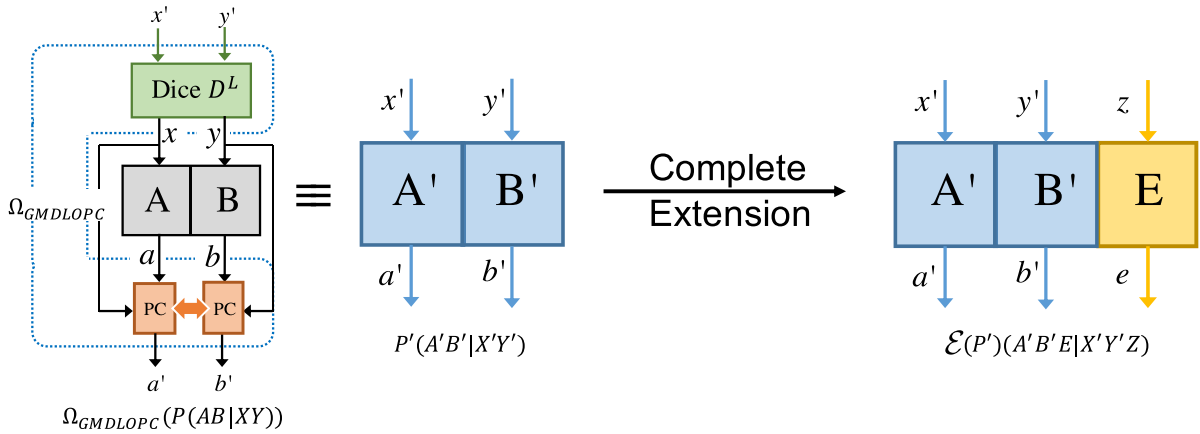 x' y'
Dice D^L
x y
Ω_GMDLOPC
A B
a b
PC PC
a' b'
Ω_GMDLOPC(P(AB|XY))
≡
x' y'
A' B'
a' b'
P'(A'B'|X'Y')
Complete
Extension
x' y' z
A' B' E
a' b' e
ℰ(P')(A'B'E|X'Y'Z)